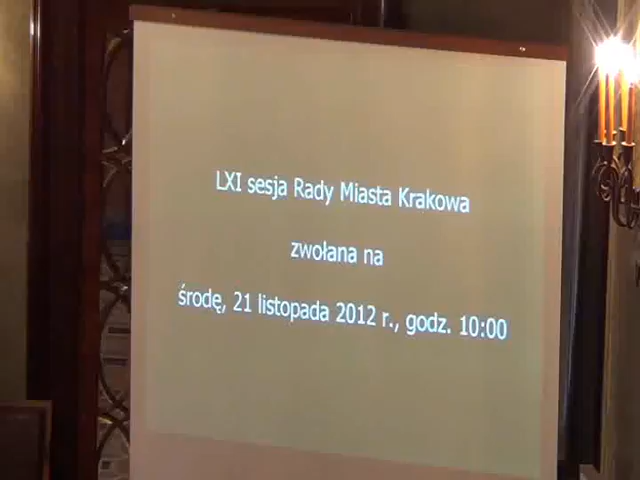 LXI sesja Rady Miasta Krakowa
zwołana na
środę, 21 listopada 2012 r., godz. 10:00